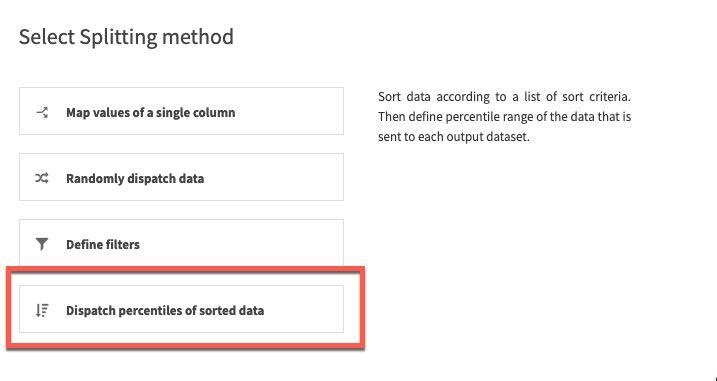 Select Splitting method
Map values of a single column
Randomly dispatch data
Define filters
Dispatch percentiles of sorted data
Sort data according to a list of sort criteria.
Then define percentile range of the data that is
sent to each output dataset.